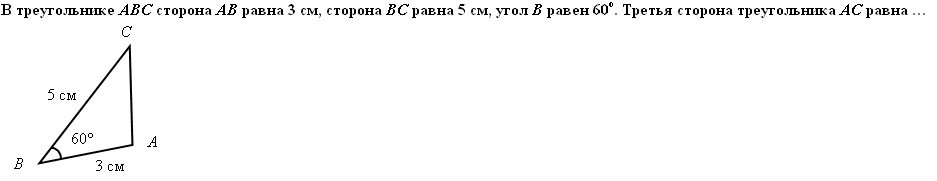 В треугольнике ABC сторона AB равна 3 см, сторона BC равна 5 см, угол B равен 60°. Третья сторона треугольника AC равна …
C
5 см
60°
A
B
3 см